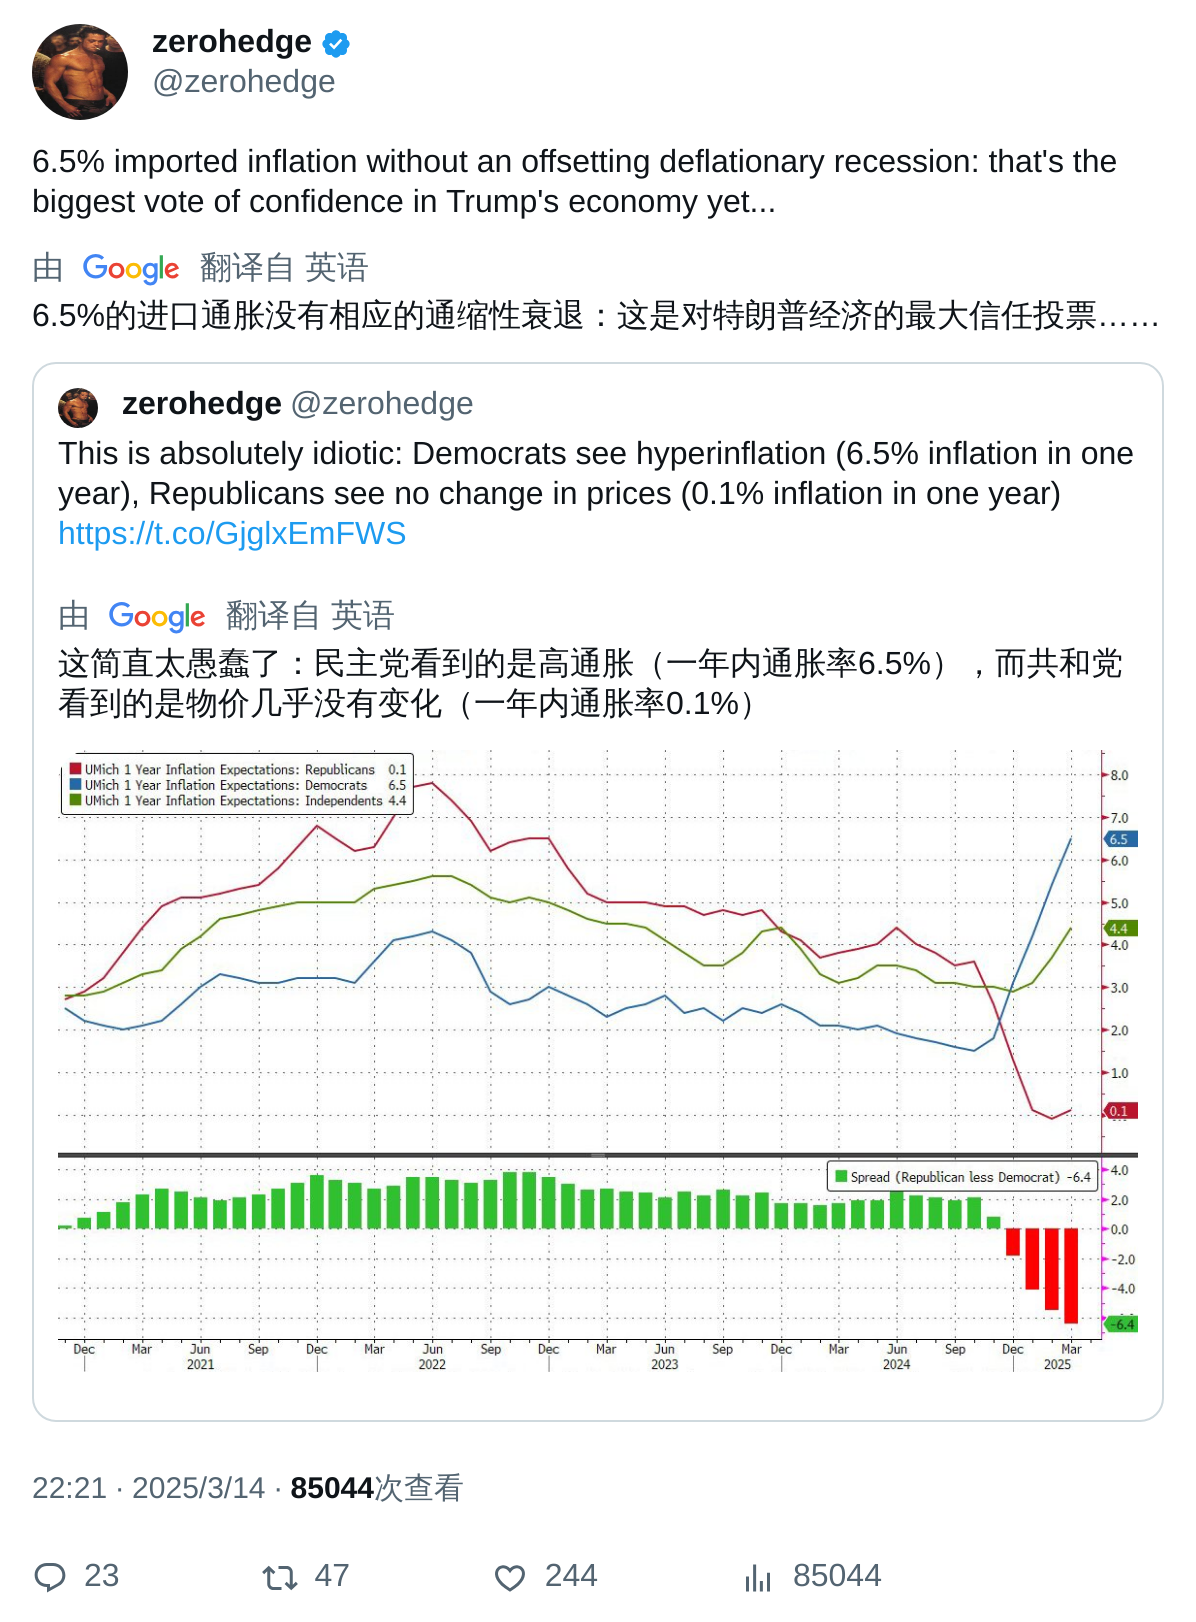 zerohedge
@zerohedge
6.5% imported inflation without an offsetting deflationary recession: that's the
biggest vote of confidence in Trump's economy yet...
由 Google 翻译自 英语
6.5%的进口通胀没有相应的通缩性衰退：这是对特朗普经济的最大信任投票……
zerohedge @zerohedge
This is absolutely idiotic: Democrats see hyperinflation (6.5% inflation in one
year), Republicans see no change in prices (0.1% inflation in one year)
https://t.co/GjglxEmFWS
由 Google 翻译自 英语
这简直太愚蠢了：民主党看到的是高通胀（一年内通胀率6.5%），而共和党
看到的是物价几乎没有变化（一年内通胀率0.1%）
UMich 1 Year Inflation Expectations: Republicans 0.1
UMich 1 Year Inflation Expectations: Democrats 6.5
UMich 1 Year Inflation Expectations: Independents 4.4
8.0
7.0
6.5
6.0
5.0
4.4
4.0
3.0
2.0
1.0
0.1
Spread (Republican less Democrat) -6.4
4.0
2.0
0.0
-2.0
-4.0
-6.4
Dec Mar Jun Sep Dec Mar Jun Sep Dec Mar Jun Sep Dec Mar Jun Sep Dec Mar
2021 2022 2023 2024 2025
22:21 · 2025/3/14 · 85044次查看
23 47 244 85044